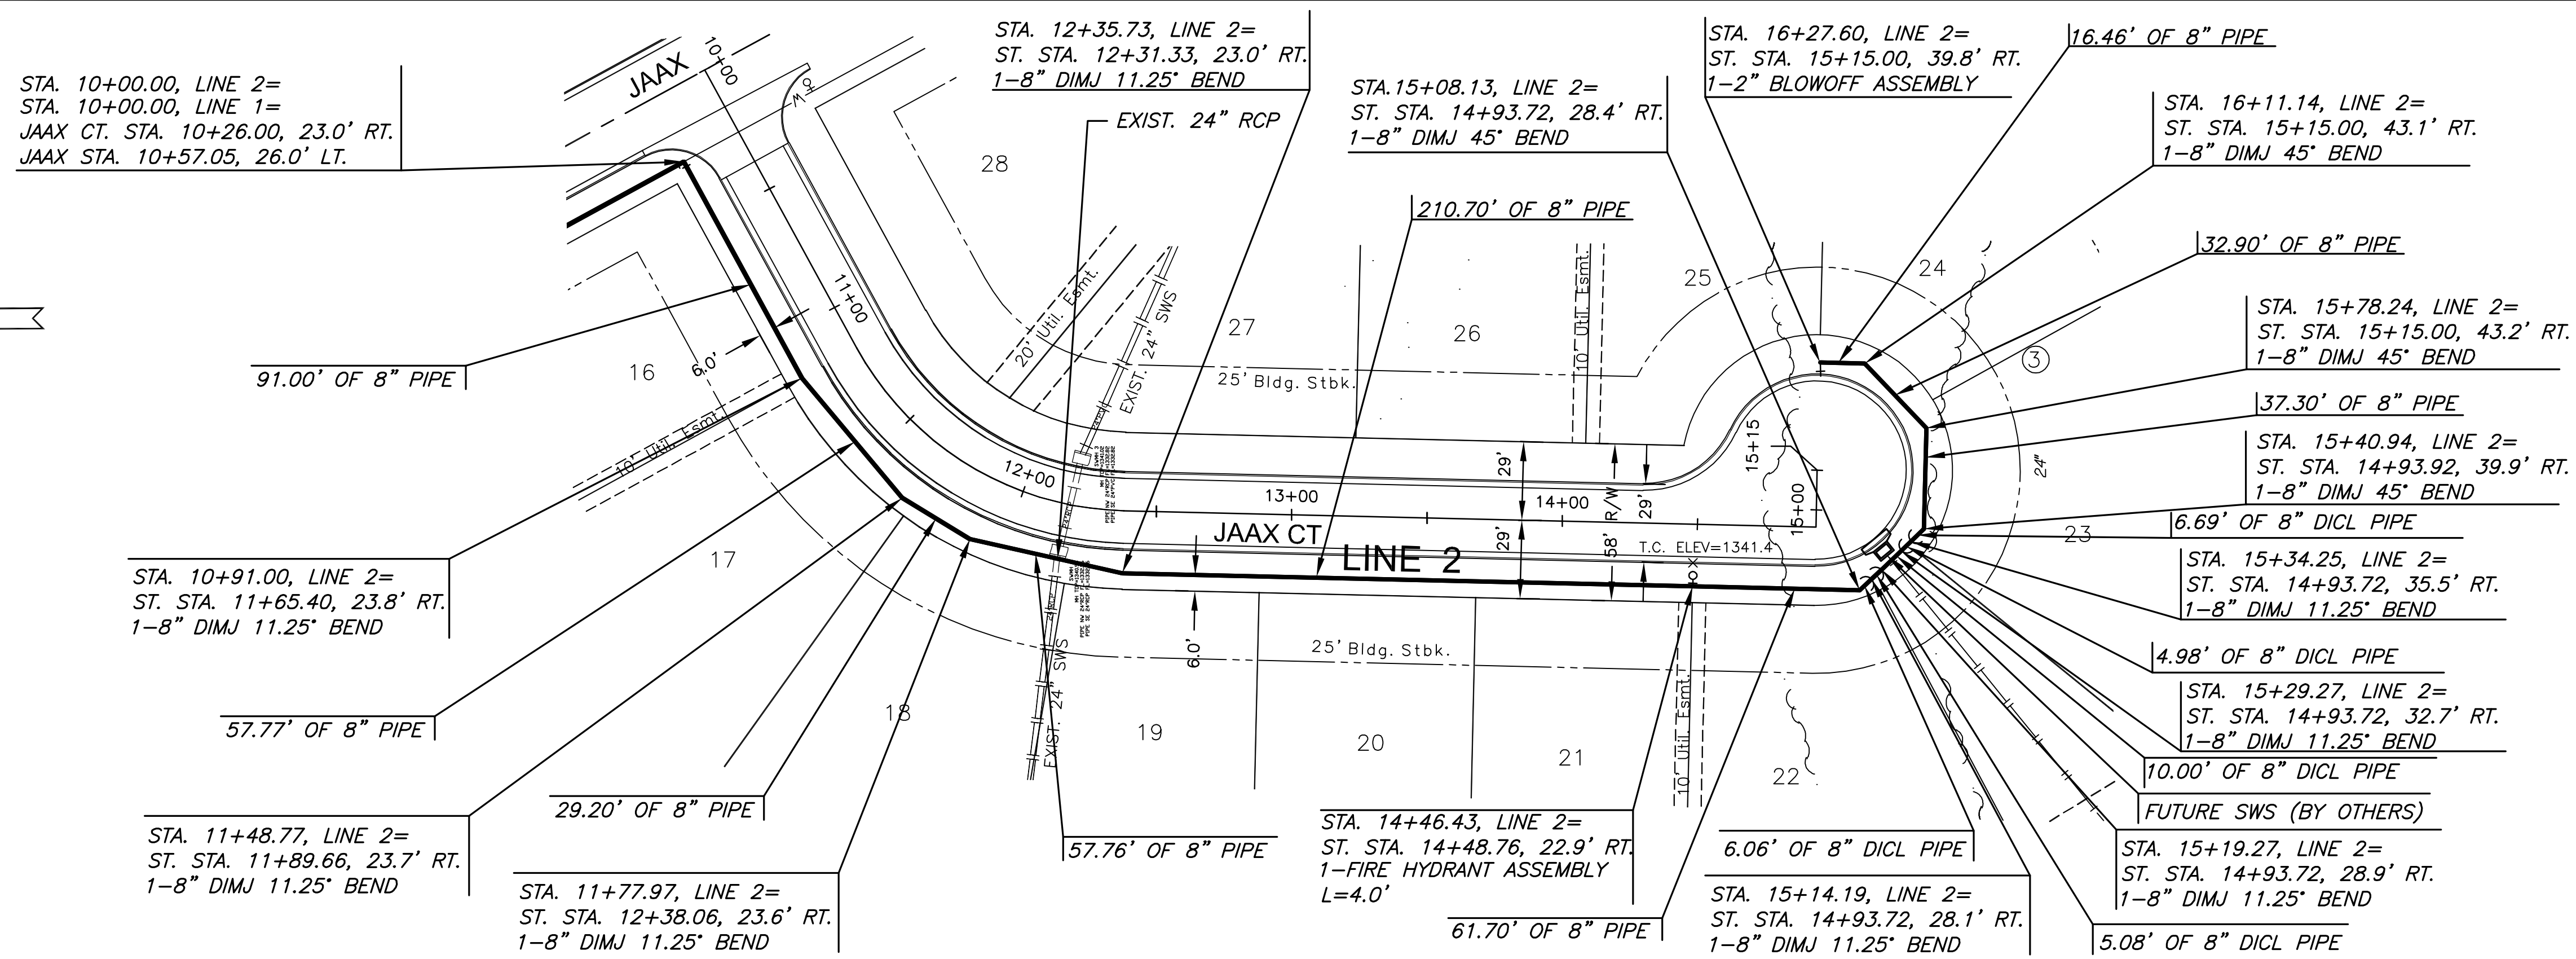 STA. 10+00.00, LINE 2=
STA. 10+00.00, LINE 1=
JAAX CT. STA. 10+26.00, 23.0' RT.
JAAX STA. 10+57.05, 26.0' LT.
JAAX
10+00
STA. 12+35.73, LINE 2=
ST. STA. 12+31.33, 23.0' RT.
1-8" DIMJ 11.25° BEND
EXIST. 24" RCP
STA.15+08.13, LINE 2=
ST. STA. 14+93.72, 28.4' RT.
1-8" DIMJ 45° BEND
STA. 16+27.60, LINE 2=
ST. STA. 15+15.00, 39.8' RT.
1-2" BLOWOFF ASSEMBLY
16.46' OF 8" PIPE
STA. 16+11.14, LINE 2=
ST. STA. 15+15.00, 43.1' RT.
1-8" DIMJ 45° BEND
210.70' OF 8" PIPE
32.90' OF 8" PIPE
STA. 15+78.24, LINE 2=
ST. STA. 15+15.00, 43.2' RT.
1-8" DIMJ 45° BEND
37.30' OF 8" PIPE
STA. 15+40.94, LINE 2=
ST. STA. 14+93.92, 39.9' RT.
1-8" DIMJ 45° BEND
6.69' OF 8" DICL PIPE
STA. 15+34.25, LINE 2=
ST. STA. 14+93.72, 35.5' RT.
1-8" DIMJ 11.25° BEND
4.98' OF 8" DICL PIPE
STA. 15+29.27, LINE 2=
ST. STA. 14+93.72, 32.7' RT.
1-8" DIMJ 11.25° BEND
10.00' OF 8" DICL PIPE
FUTURE SWS (BY OTHERS)
STA. 15+19.27, LINE 2=
ST. STA. 14+93.72, 28.9' RT.
1-8" DIMJ 11.25° BEND
5.08' OF 8" DICL PIPE
28
27
26
25
24
3
23
24"
20' Util. Esmt.
EXIST. 24" SWS
10' Util. Esmt.
25' Bldg. Stbk.
11+00
12+00
13+00
14+00
15+00
15+15
29'
29'
29'
58' R/W
JAAX CT
LINE 2
T.C. ELEV=1341.4
6.0'
6.0'
16
17
18
19
20
21
22
10' Util. Esmt.
EXIST. 24" SWS
25' Bldg. Stbk.
10' Util. Esmt.
91.00' OF 8" PIPE
STA. 10+91.00, LINE 2=
ST. STA. 11+65.40, 23.8' RT.
1-8" DIMJ 11.25° BEND
57.77' OF 8" PIPE
STA. 11+48.77, LINE 2=
ST. STA. 11+89.66, 23.7' RT.
1-8" DIMJ 11.25° BEND
29.20' OF 8" PIPE
STA. 11+77.97, LINE 2=
ST. STA. 12+38.06, 23.6' RT.
1-8" DIMJ 11.25° BEND
57.76' OF 8" PIPE
STA. 14+46.43, LINE 2=
ST. STA. 14+48.76, 22.9' RT.
1-FIRE HYDRANT ASSEMBLY
L=4.0'
61.70' OF 8" PIPE
6.06' OF 8" DICL PIPE
STA. 15+14.19, LINE 2=
ST. STA. 14+93.72, 28.1' RT.
1-8" DIMJ 11.25° BEND